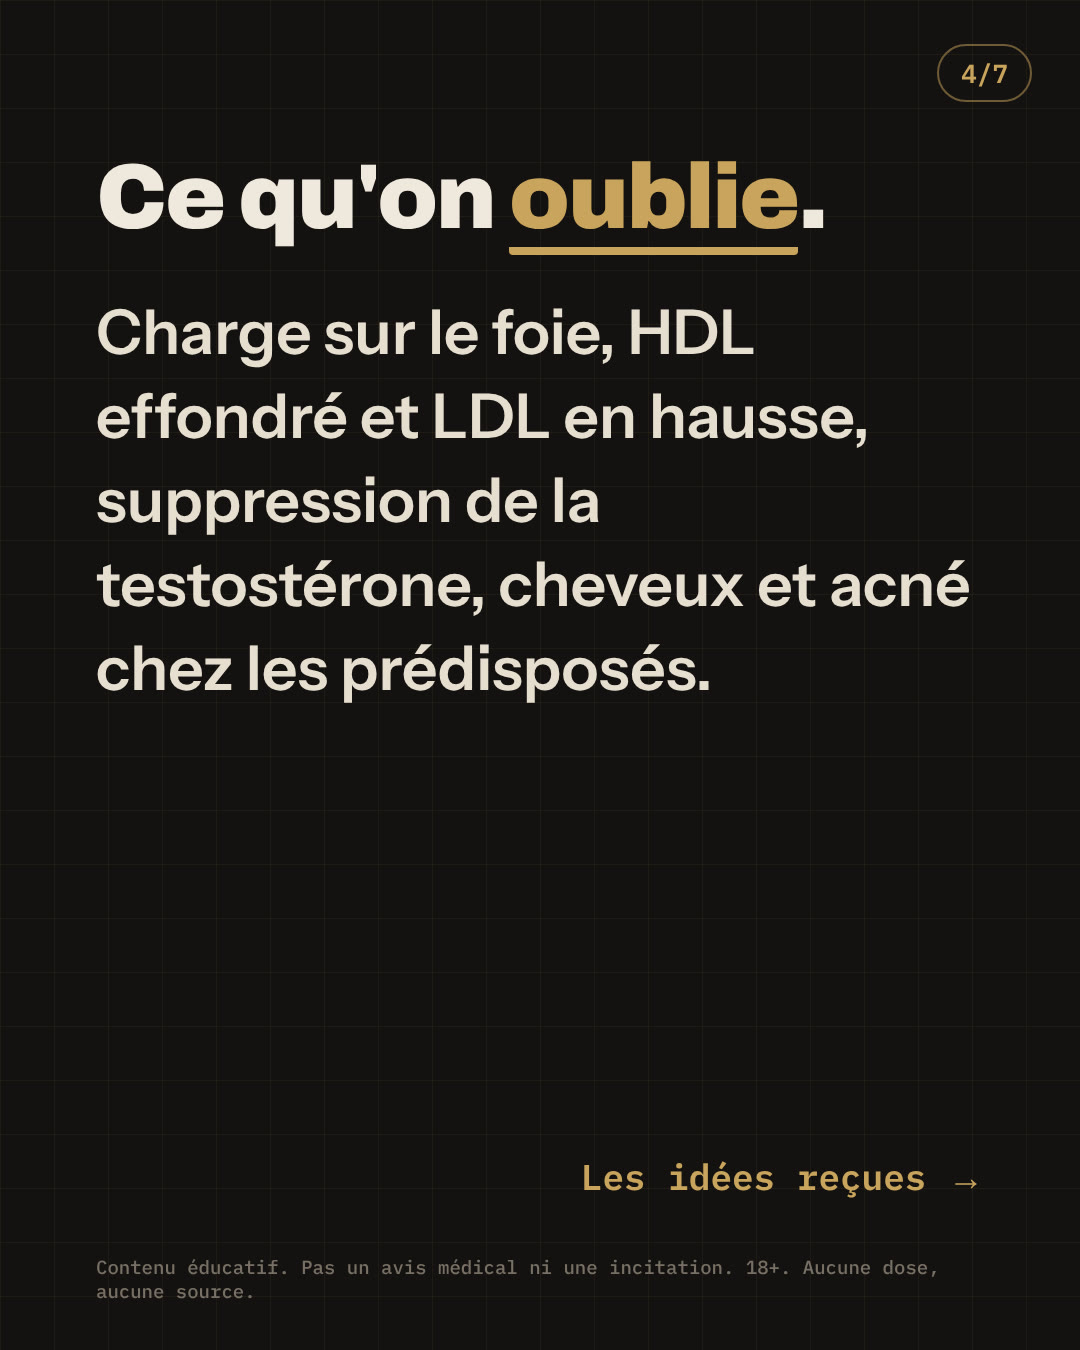 4/7
Ce qu'on oublie.
Charge sur le foie, HDL
effondré et LDL en hausse,
suppression de la
testostérone, cheveux et acné
chez les prédisposés.
Les idées reçues →
Contenu éducatif. Pas un avis médical ni une incitation. 18+. Aucune dose,
aucune source.